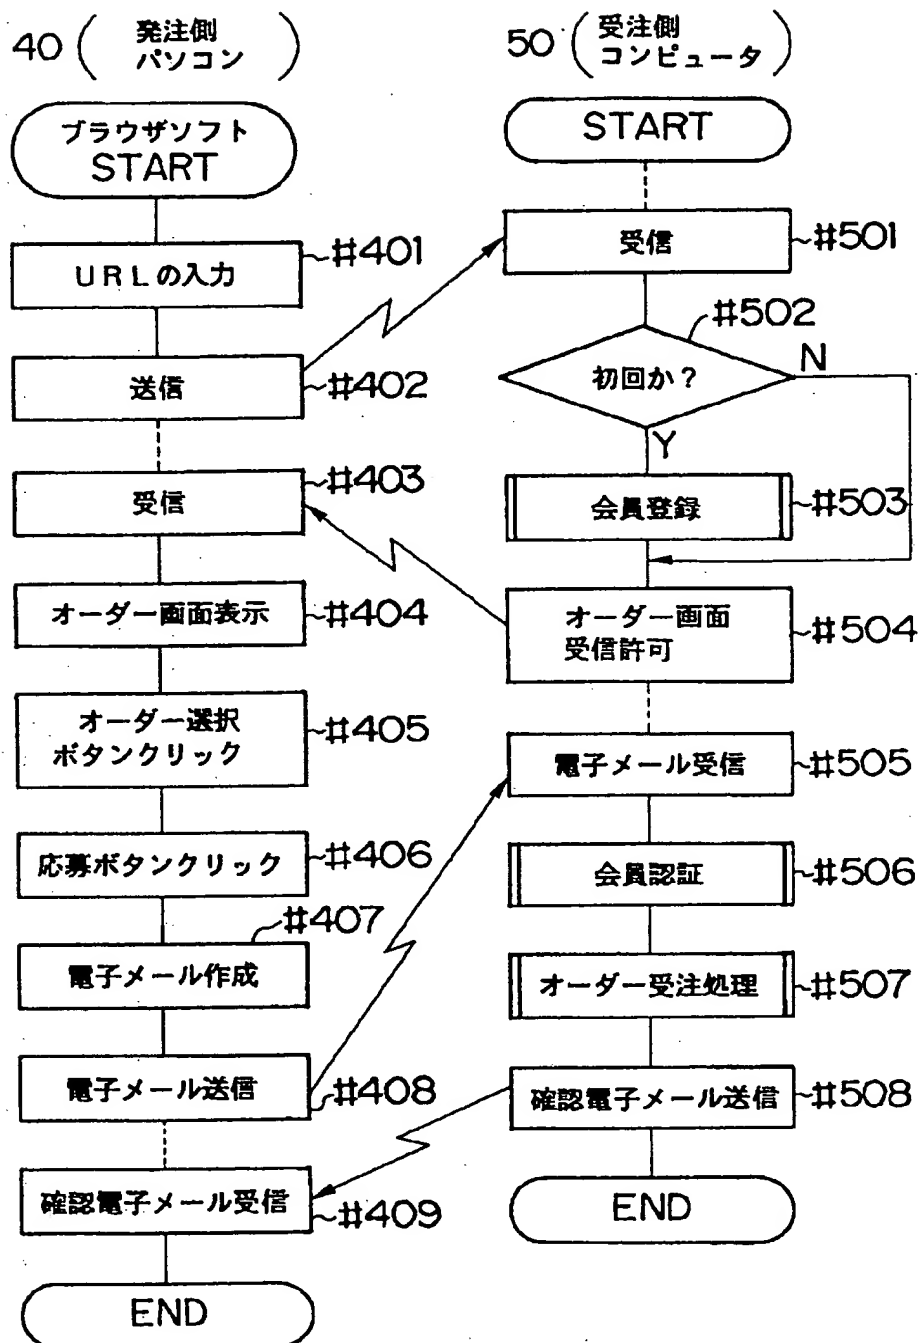 40 (発注側
パソコン)
ブラウザソフト
START
URLの入力
#401
送信
#402
受信
#403
オーダー画面表示
#404
オーダー選択
ボタンクリック
#405
応募ボタンクリック
#406
#407
電子メール作成
電子メール送信
#408
確認電子メール受信
#409
END
50 (受注側
コンピュータ)
START
受信
#501
#502
初回か?
N
Y
会員登録
#503
オーダー画面
受信許可
#504
電子メール受信
#505
会員認証
#506
オーダー受注処理
#507
確認電子メール送信
#508
END